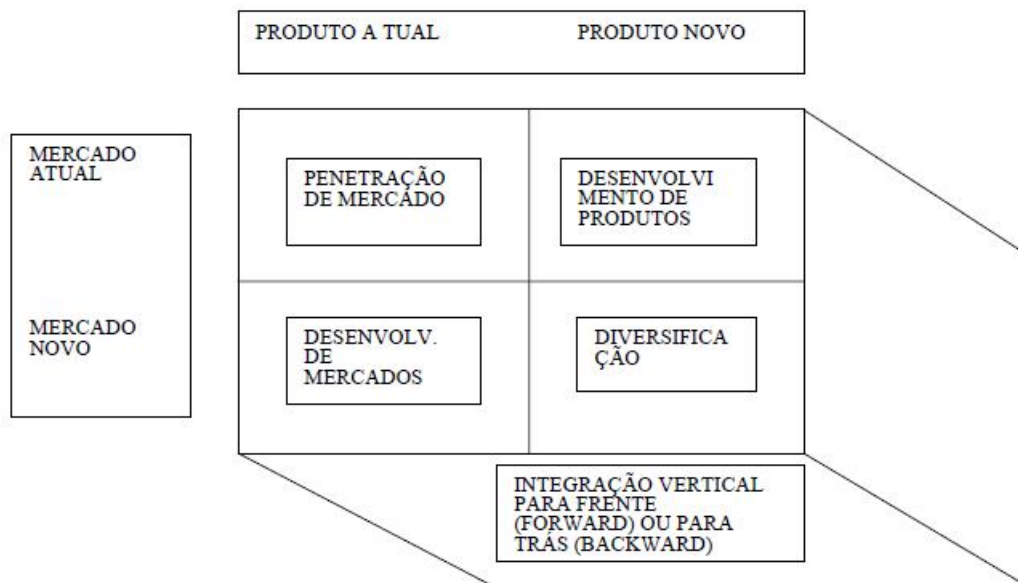 PRODUTO A TUAL PRODUTO NOVO
MERCADO
ATUAL
PENETRAÇÃO
DE MERCADO
DESENVOLVI
MENTO DE
PRODUTOS
MERCADO
NOVO
DESENVOLV.
DE
MERCADOS
DIVERSIFICA
ÇÃO
INTEGRAÇÃO VERTICAL
PARA FRENTE
(FORWARD) OU PARA
TRÁS (BACKWARD)